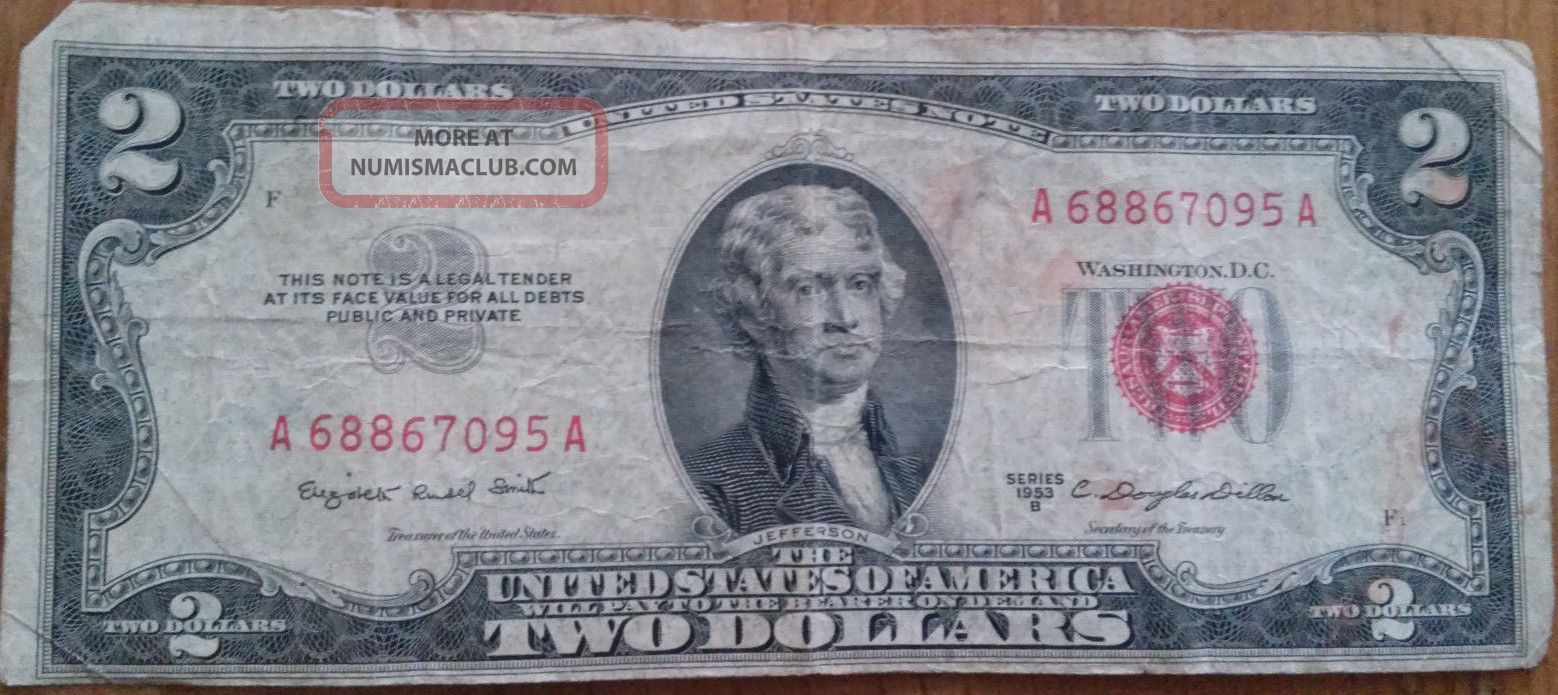 TWO DOLLARS
TWO DOLLARS
2
2
UNITED STATES NOTE
MORE AT
NUMISMACLUB.COM
F
A 68867095 A
2
WASHINGTON, D.C.
THIS NOTE IS A LEGAL TENDER
AT ITS FACE VALUE FOR ALL DEBTS
PUBLIC AND PRIVATE
TWO
A 68867095 A
Elizabeth Rudel Smith
SERIES
1953
B
C. Douglas Dillon
Treasurer of the United States.
Secretary of the Treasury
F1
JEFFERSON
THE
UNITED STATES OF AMERICA
WILL PAY TO THE BEARER ON DEMAND
TWO DOLLARS
2
TWO DOLLARS
2
TWO DOLLARS